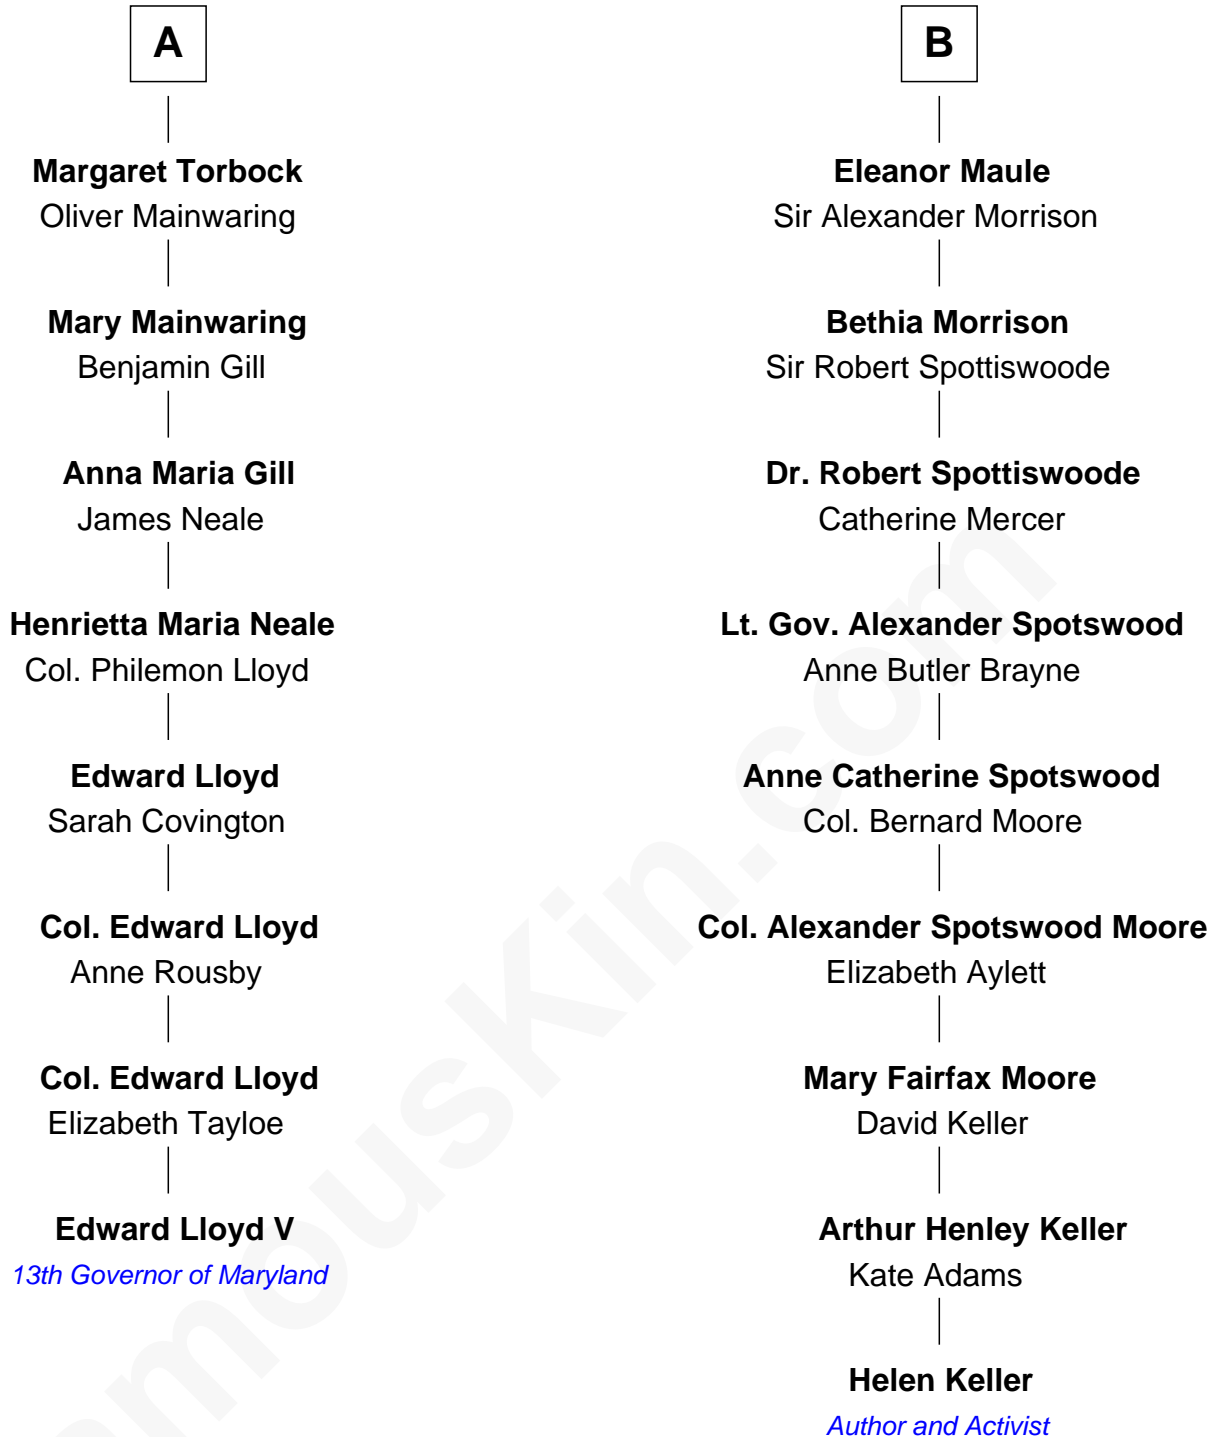 A
Margaret Torbock
Oliver Mainwaring
Mary Mainwaring
Benjamin Gill
Anna Maria Gill
James Neale
Henrietta Maria Neale
Col. Philemon Lloyd
Edward Lloyd
Sarah Covington
Col. Edward Lloyd
Anne Rousby
Col. Edward Lloyd
Elizabeth Tayloe
Edward Lloyd V
13th Governor of Maryland
B
Eleanor Maule
Sir Alexander Morrison
Bethia Morrison
Sir Robert Spottiswoode
Dr. Robert Spottiswoode
Catherine Mercer
Lt. Gov. Alexander Spotswood
Anne Butler Brayne
Anne Catherine Spotswood
Col. Bernard Moore
Col. Alexander Spotswood Moore
Elizabeth Aylett
Mary Fairfax Moore
David Keller
Arthur Henley Keller
Kate Adams
Helen Keller
Author and Activist
amousKin.com